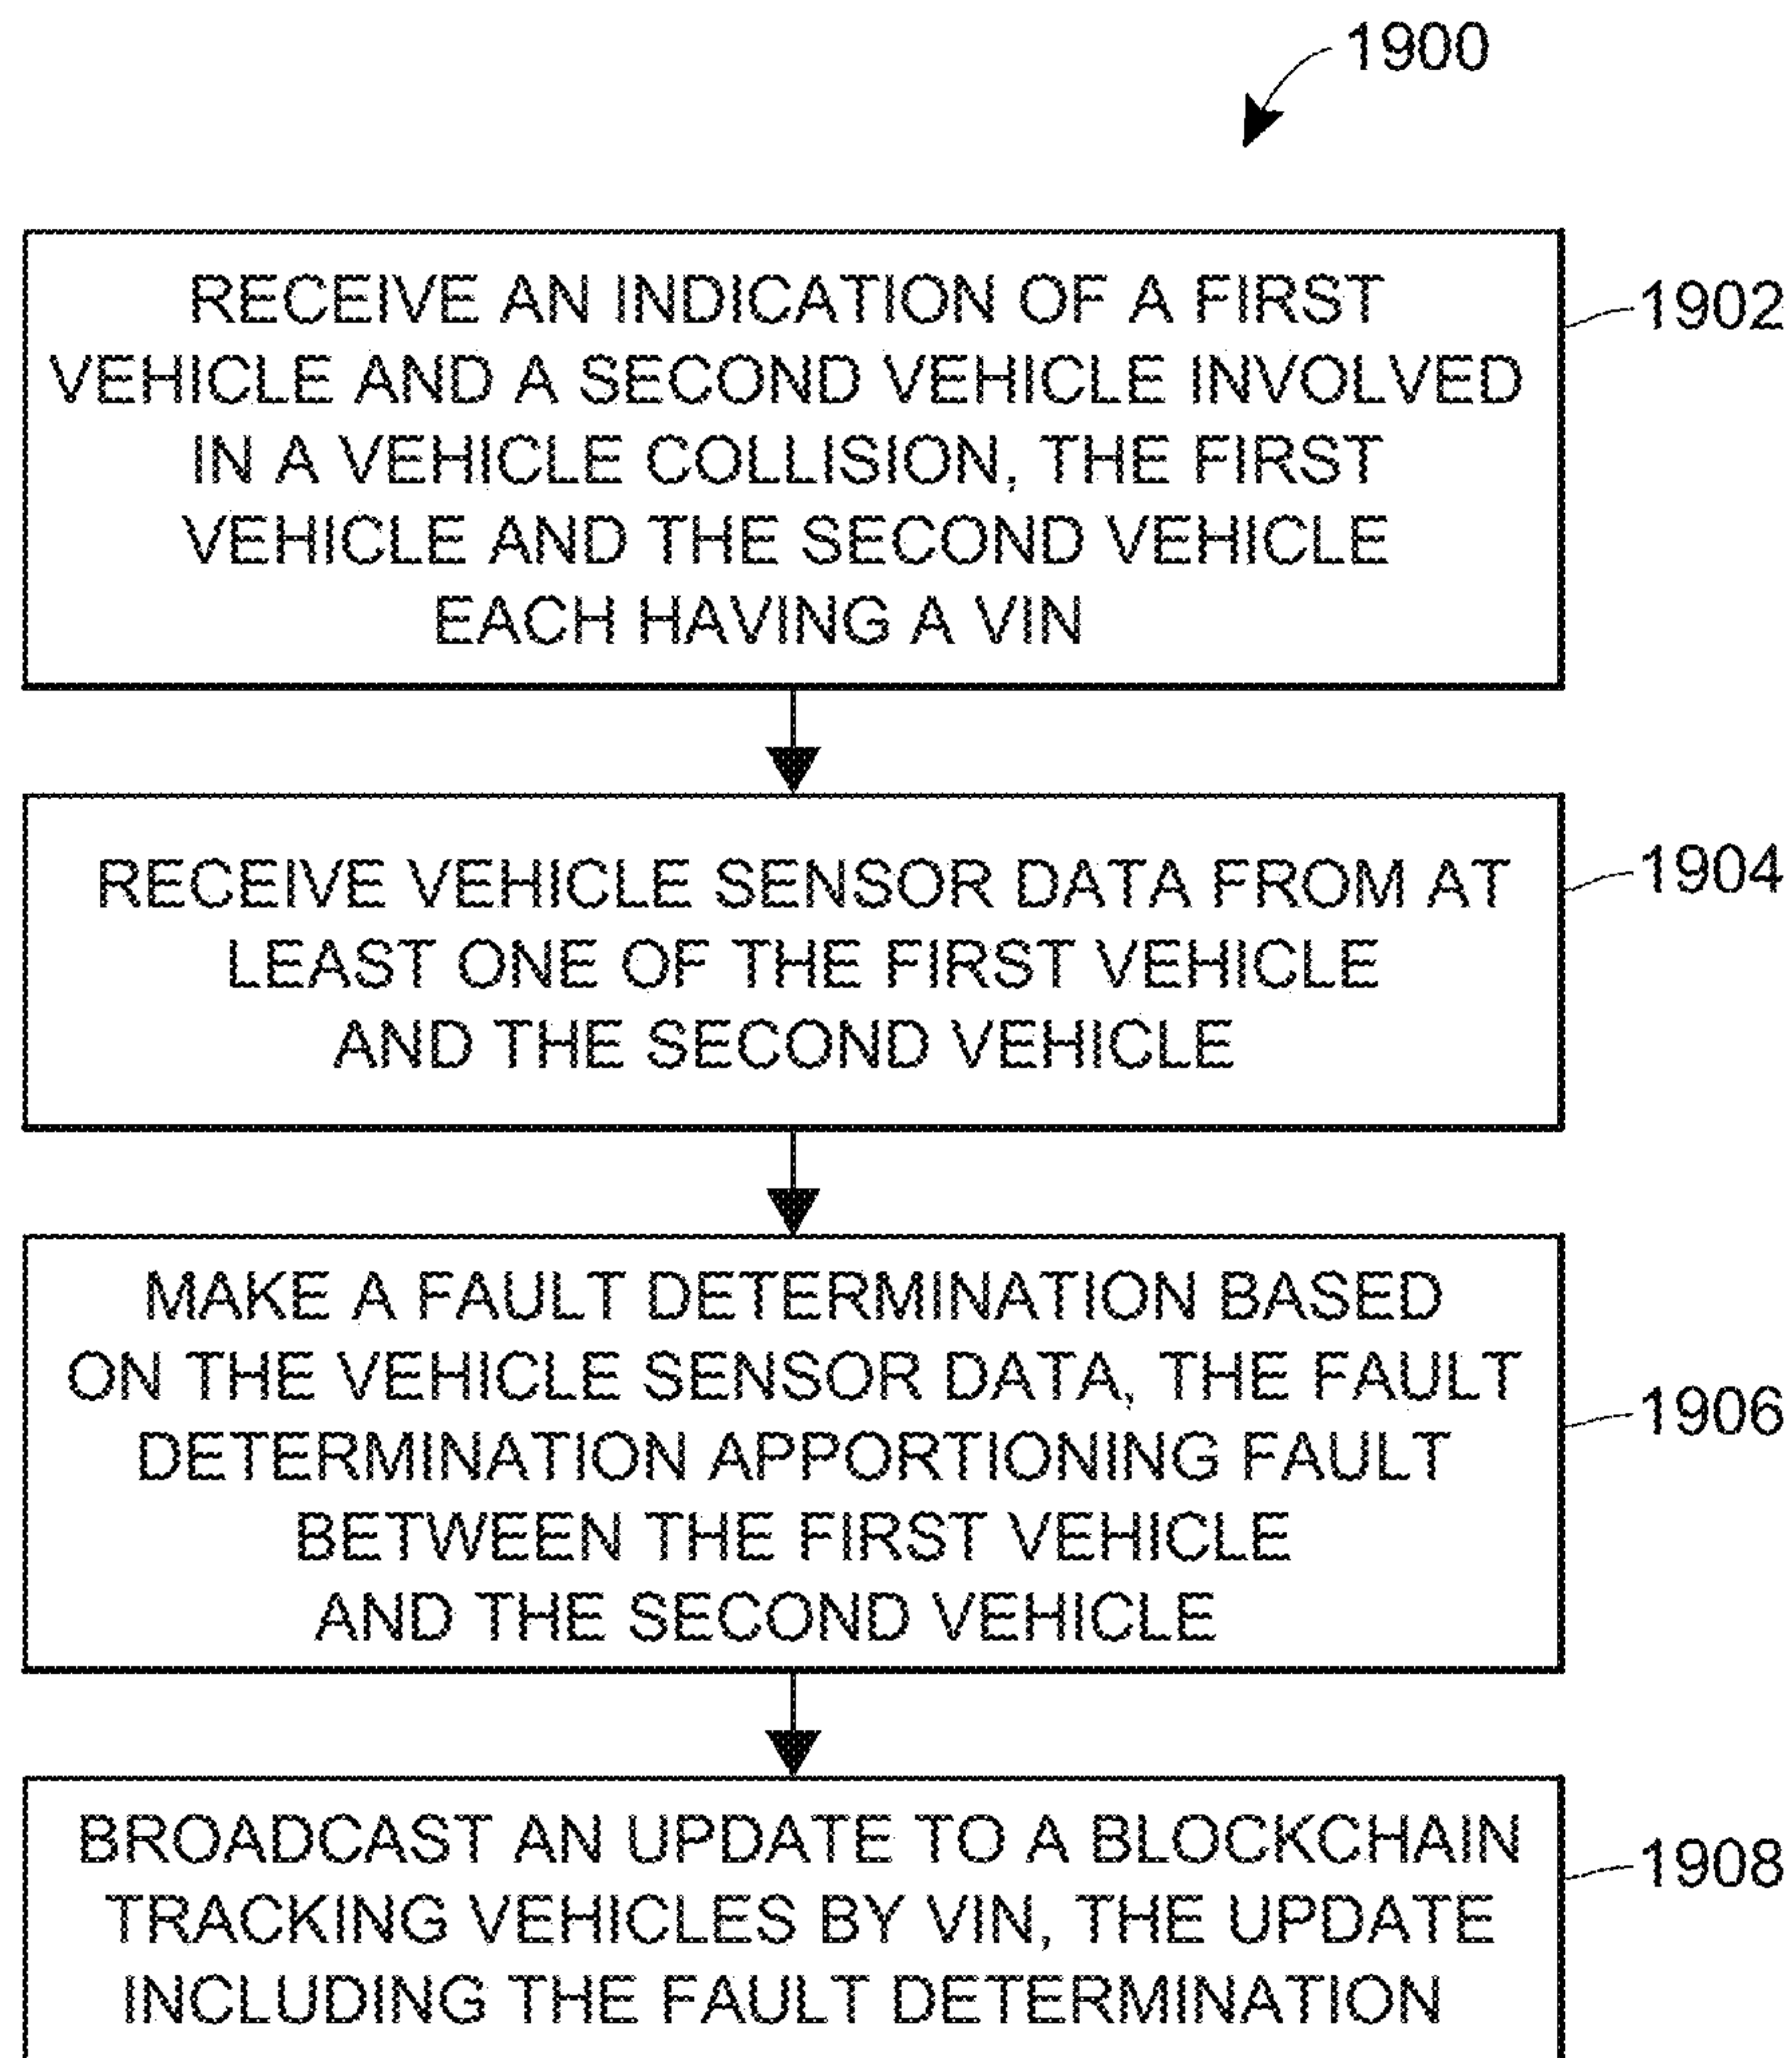 1900
RECEIVE AN INDICATION OF A FIRST
VEHICLE AND A SECOND VEHICLE INVOLVED
IN A VEHICLE COLLISION, THE FIRST
VEHICLE AND THE SECOND VEHICLE
EACH HAVING A VIN
1902
RECEIVE VEHICLE SENSOR DATA FROM AT
LEAST ONE OF THE FIRST VEHICLE
AND THE SECOND VEHICLE
1904
MAKE A FAULT DETERMINATION BASED
ON THE VEHICLE SENSOR DATA, THE FAULT
DETERMINATION APPORTIONING FAULT
BETWEEN THE FIRST VEHICLE
AND THE SECOND VEHICLE
1906
BROADCAST AN UPDATE TO A BLOCKCHAIN
TRACKING VEHICLES BY VIN, THE UPDATE
INCLUDING THE FAULT DETERMINATION
1908